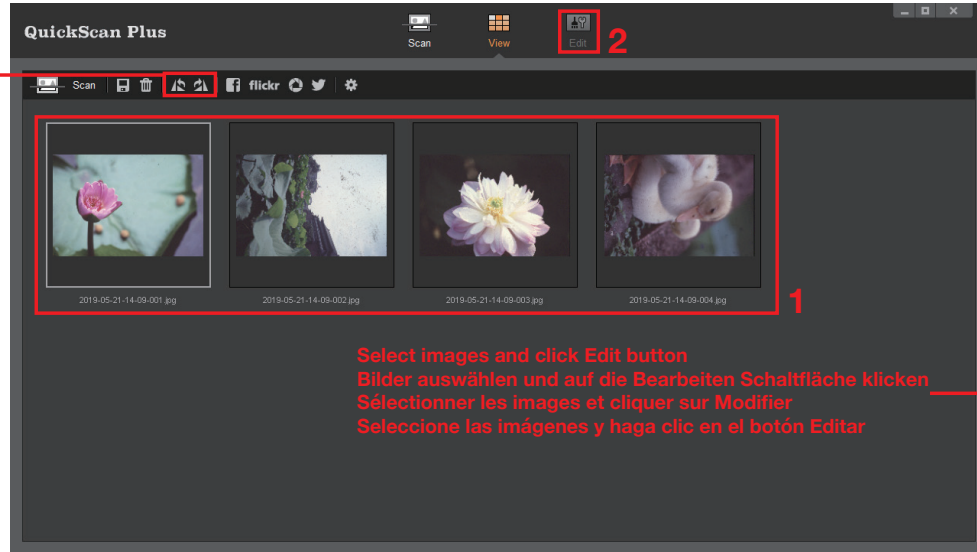 QuickScan Plus
Scan
View
Edit
2
Scan
flickr
2019-05-21-14-09-001.jpg
2019-05-21-14-09-002.jpg
2019-05-21-14-09-003.jpg
2019-05-21-14-09-004.jpg
1
Select images and click Edit button
Bilder auswählen und auf die Bearbeiten Schaltfläche klicken
Sélectionner les images et cliquer sur Modifier
Seleccione las imágenes y haga clic en el botón Editar